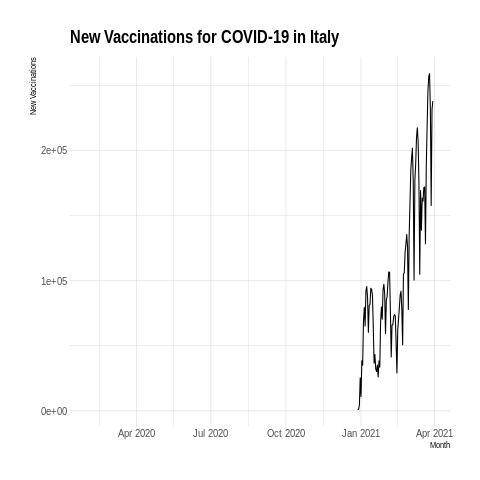 New Vaccinations for COVID-19 in Italy
New Vaccinations
2e+05
1e+05
0e+00
Apr 2020 Jul 2020 Oct 2020 Jan 2021 Apr 2021
Month